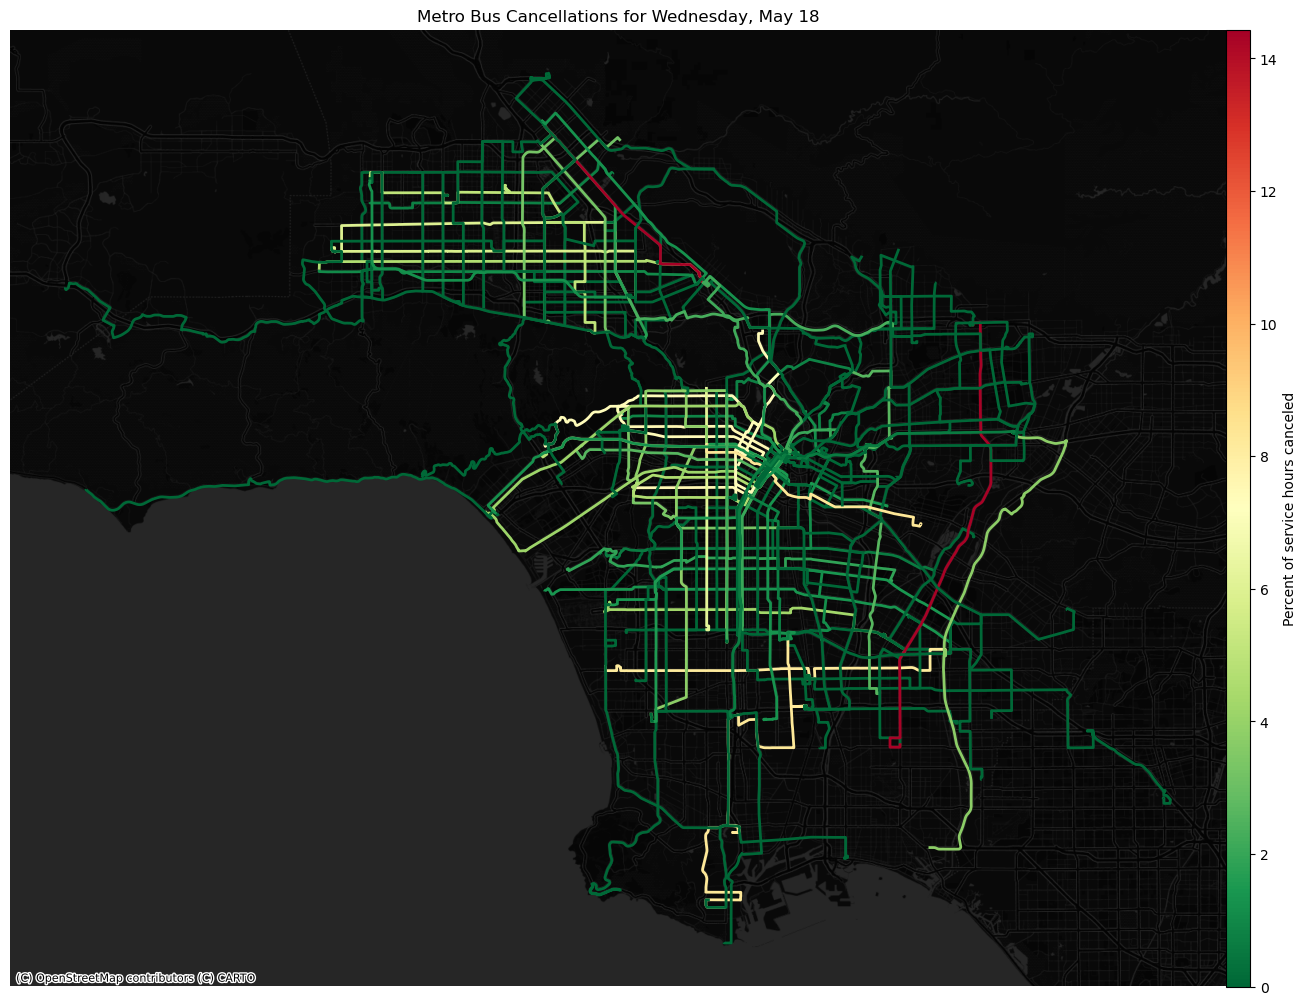 Metro Bus Cancellations for Wednesday, May 18
14
12
10
8
6
4
2
0
Percent of service hours canceled
(C) OpenStreetMap contributors (C) CARTO